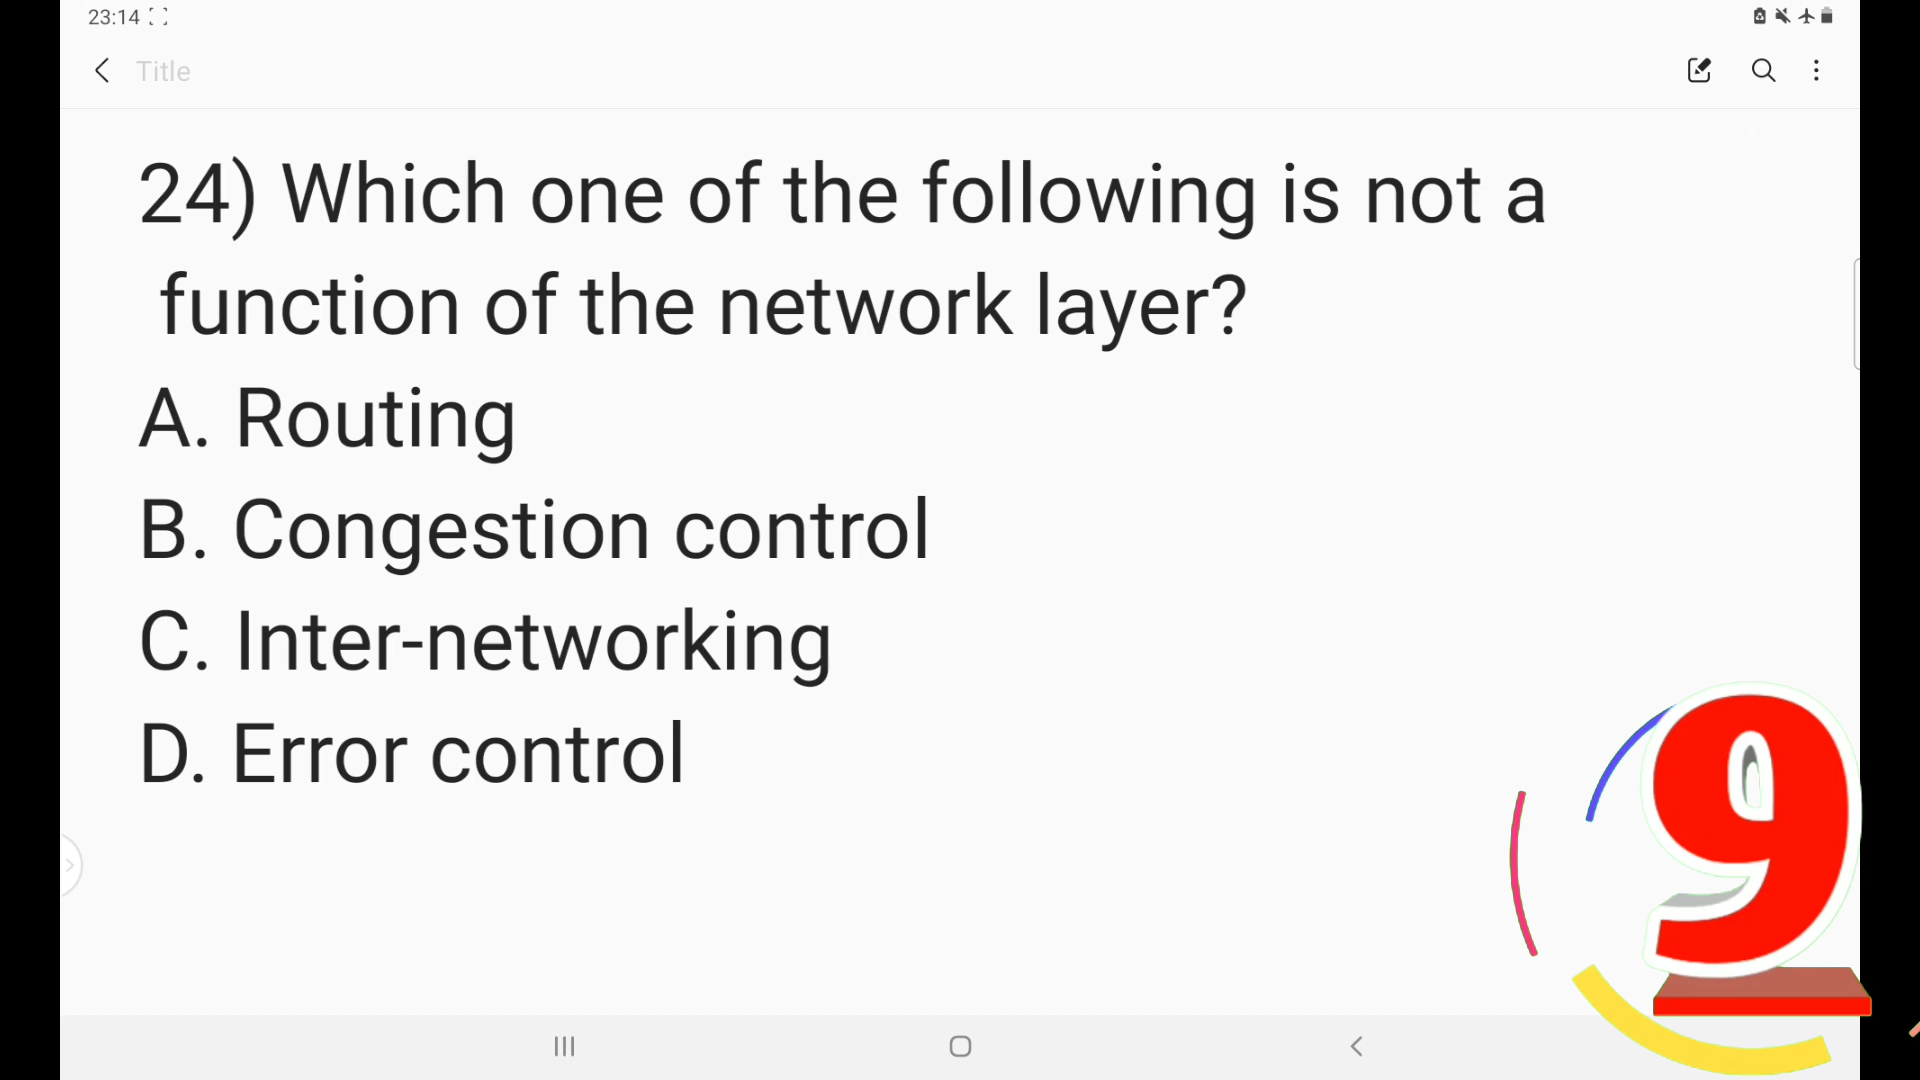 23:14
Title
24) Which one of the following is not a
function of the network layer?
A. Routing
B. Congestion control
C. Inter-networking
D. Error control
9